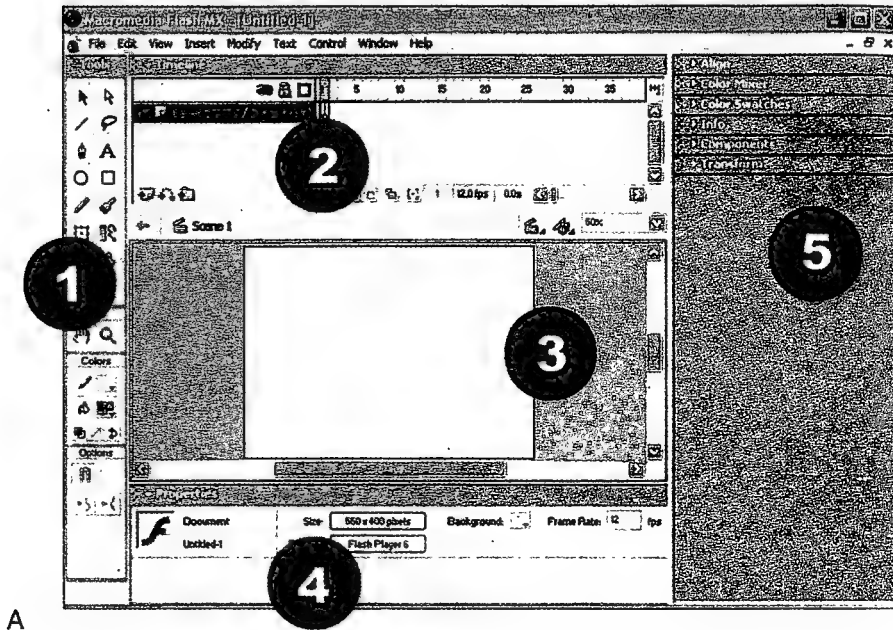 Macromedia Flash MX - [Untitled-1]
File Edit View Insert Modify Text Control Window Help
Tools
Timeline
5 10 15 20 25 30 35
1 12.0 fps 0.0s
Scene 1
50%
Colors
Options
Align
Color Mixer
Color Swatches
Info
Components
Transform
Properties
Document
Size: 550 x 400 pixels
Background:
Frame Rate: 12 fps
Untitled-1
Flash Player 6
1
2
3
4
5
A